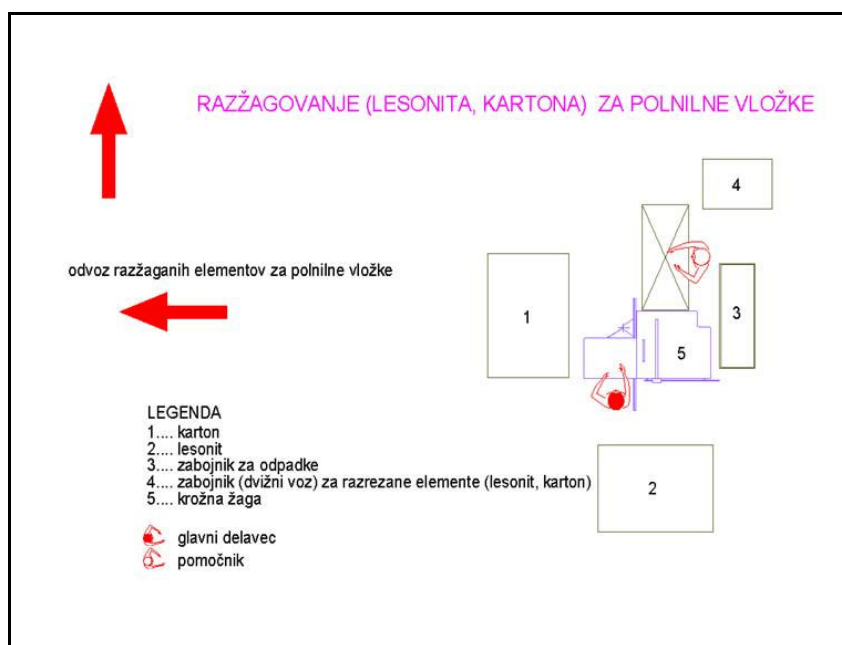 RAZŽAGOVANJE (LESONITA, KARTONA) ZA POLNILNE VLOŽKE
4
odvoz razžaganih elementov za polnilne vložke
1
3
5
LEGENDA
1.... karton
2.... lesonit
3.... zabojnik za odpadke
4.... zabojnik (dvižni voz) za razrezane elemente (lesonit, karton)
5.... krožna žaga
2
glavni delavec
pomočnik